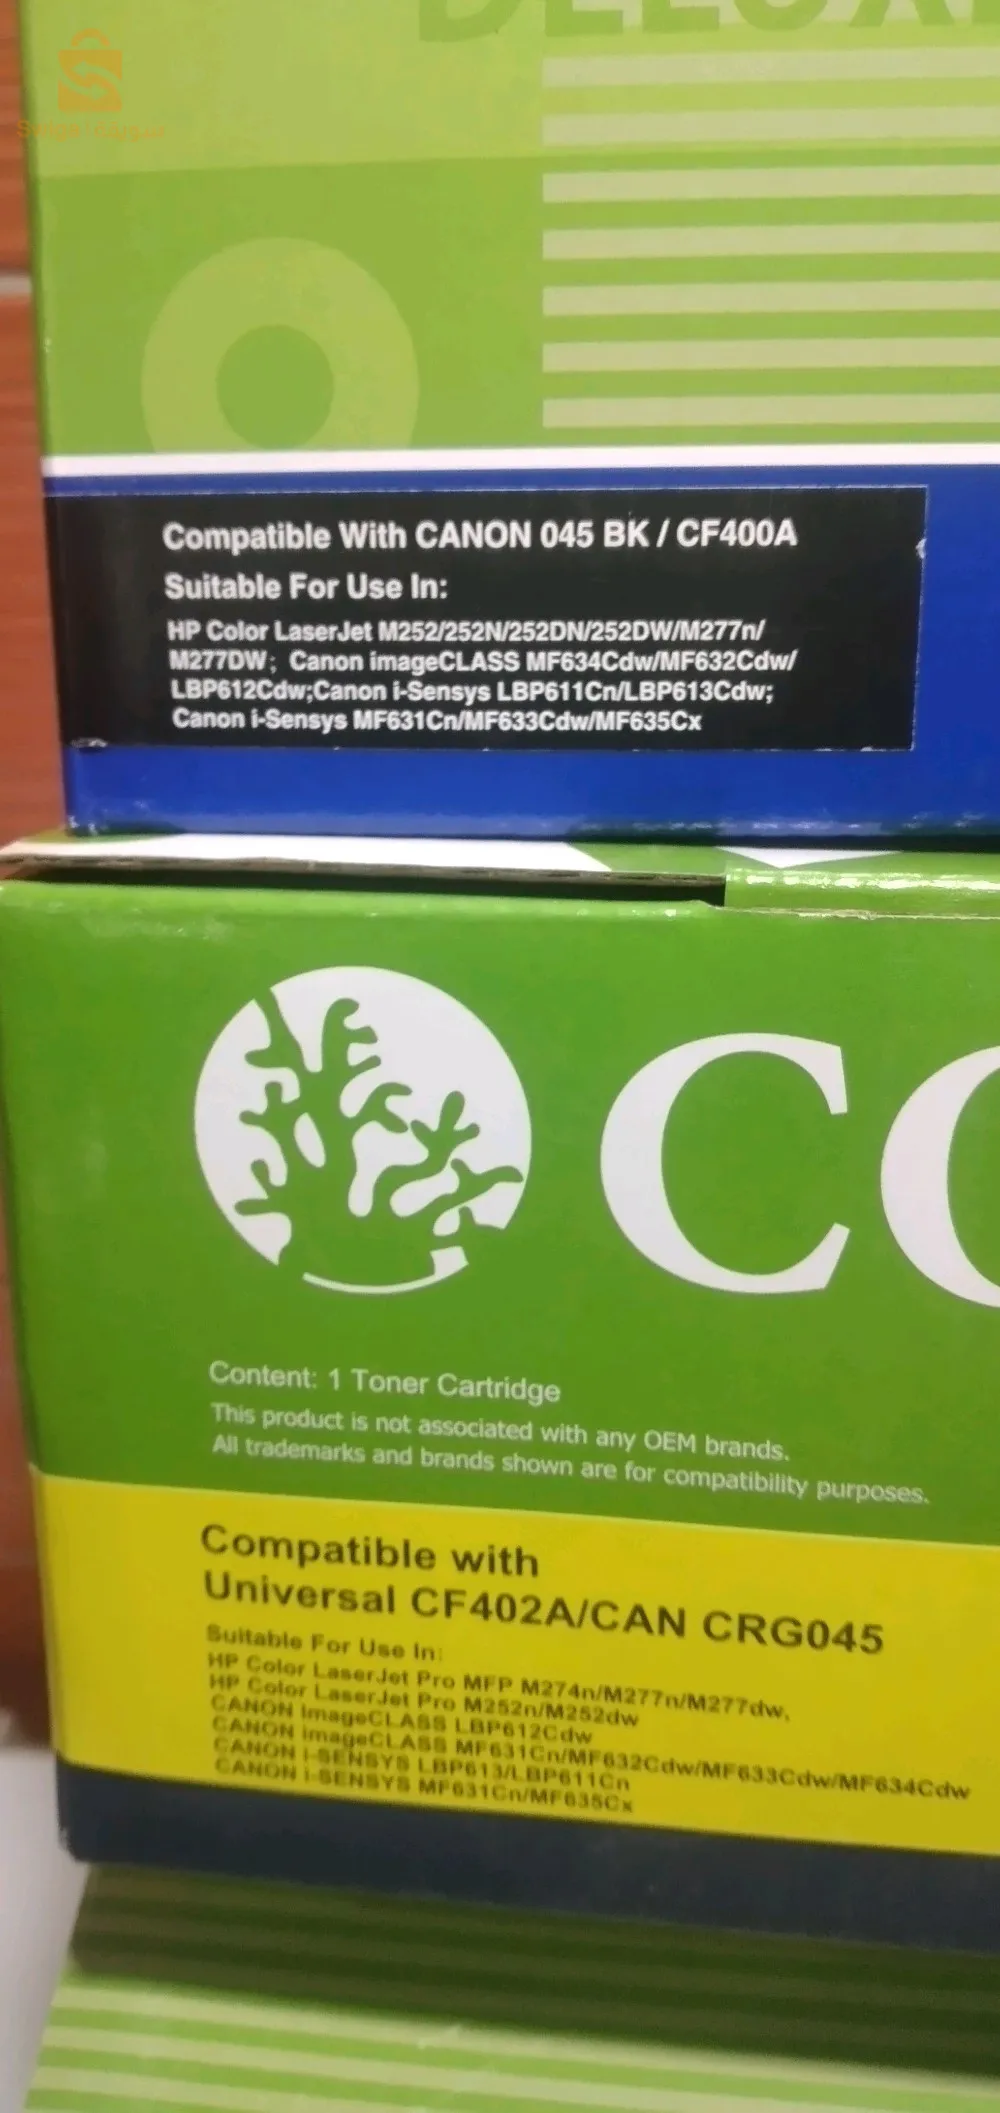 Compatible With CANON 045 BK / CF400A
Suitable For Use In:
HP Color LaserJet M252/252N/252DN/252DW/M277n/
M277DW; Canon imageCLASS MF634Cdw/MF632Cdw/
LBP612Cdw;Canon i-Sensys LBP611Cn/LBP613Cdw;
Canon i-Sensys MF631Cn/MF633Cdw/MF635Cx
Content: 1 Toner Cartridge
This product is not associated with any OEM brands.
All trademarks and brands shown are for compatibility purposes.
Compatible with
Universal CF402A/CAN CRG045
Suitable For Use In:
HP Color LaserJet Pro MFP M274n/M277n/M277dw,
HP Color LaserJet Pro M252n/M252dw
CANON imageCLASS LBP612Cdw
CANON imageCLASS MF631Cn/MF632Cdw/MF633Cdw/MF634Cdw
CANON i-SENSYS LBP613/LBP611Cn
CANON i-SENSYS MF631Cn/MF635Cx